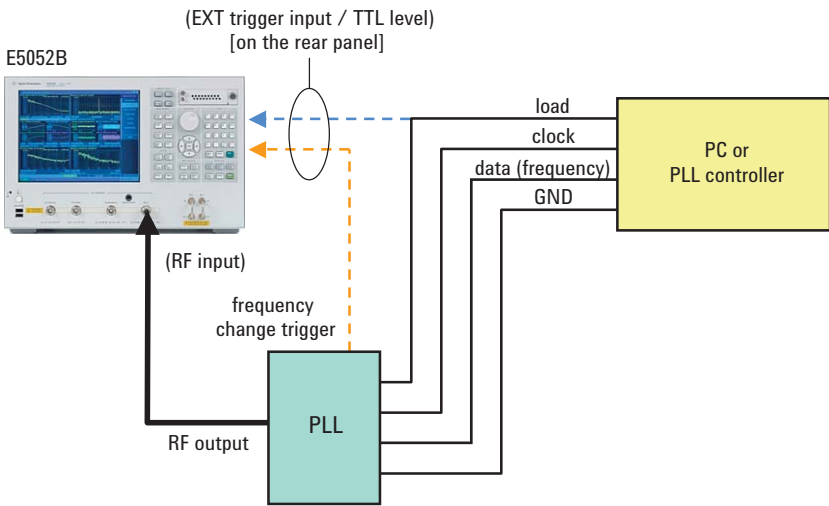 (EXT trigger input / TTL level)
[on the rear panel]
E5052B
load
clock
data (frequency)
GND
PC or
PLL controller
(RF input)
frequency
change trigger
PLL
RF output